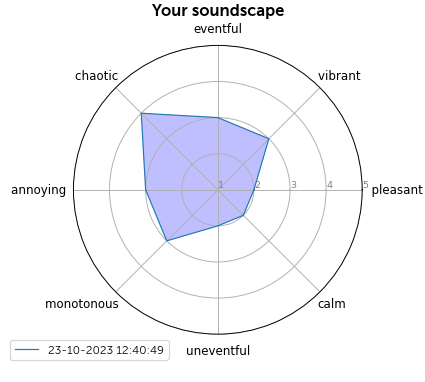 Your soundscape
eventful
chaotic
vibrant
annoying
1 2 3 4 5
pleasant
monotonous
calm
23-10-2023 12:40:49
uneventful